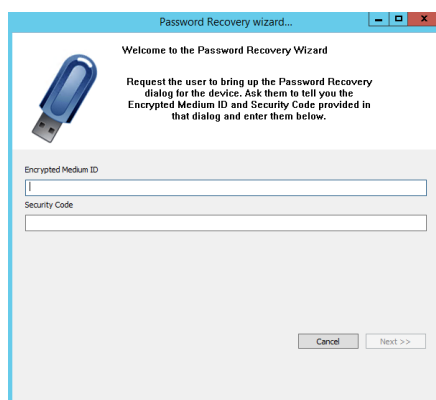 Password Recovery wizard...
Welcome to the Password Recovery Wizard
Request the user to bring up the Password Recovery
dialog for the device. Ask them to tell you the
Encrypted Medium ID and Security Code provided in
that dialog and enter them below.
Encrypted Medium ID
Security Code
Cancel
Next >>